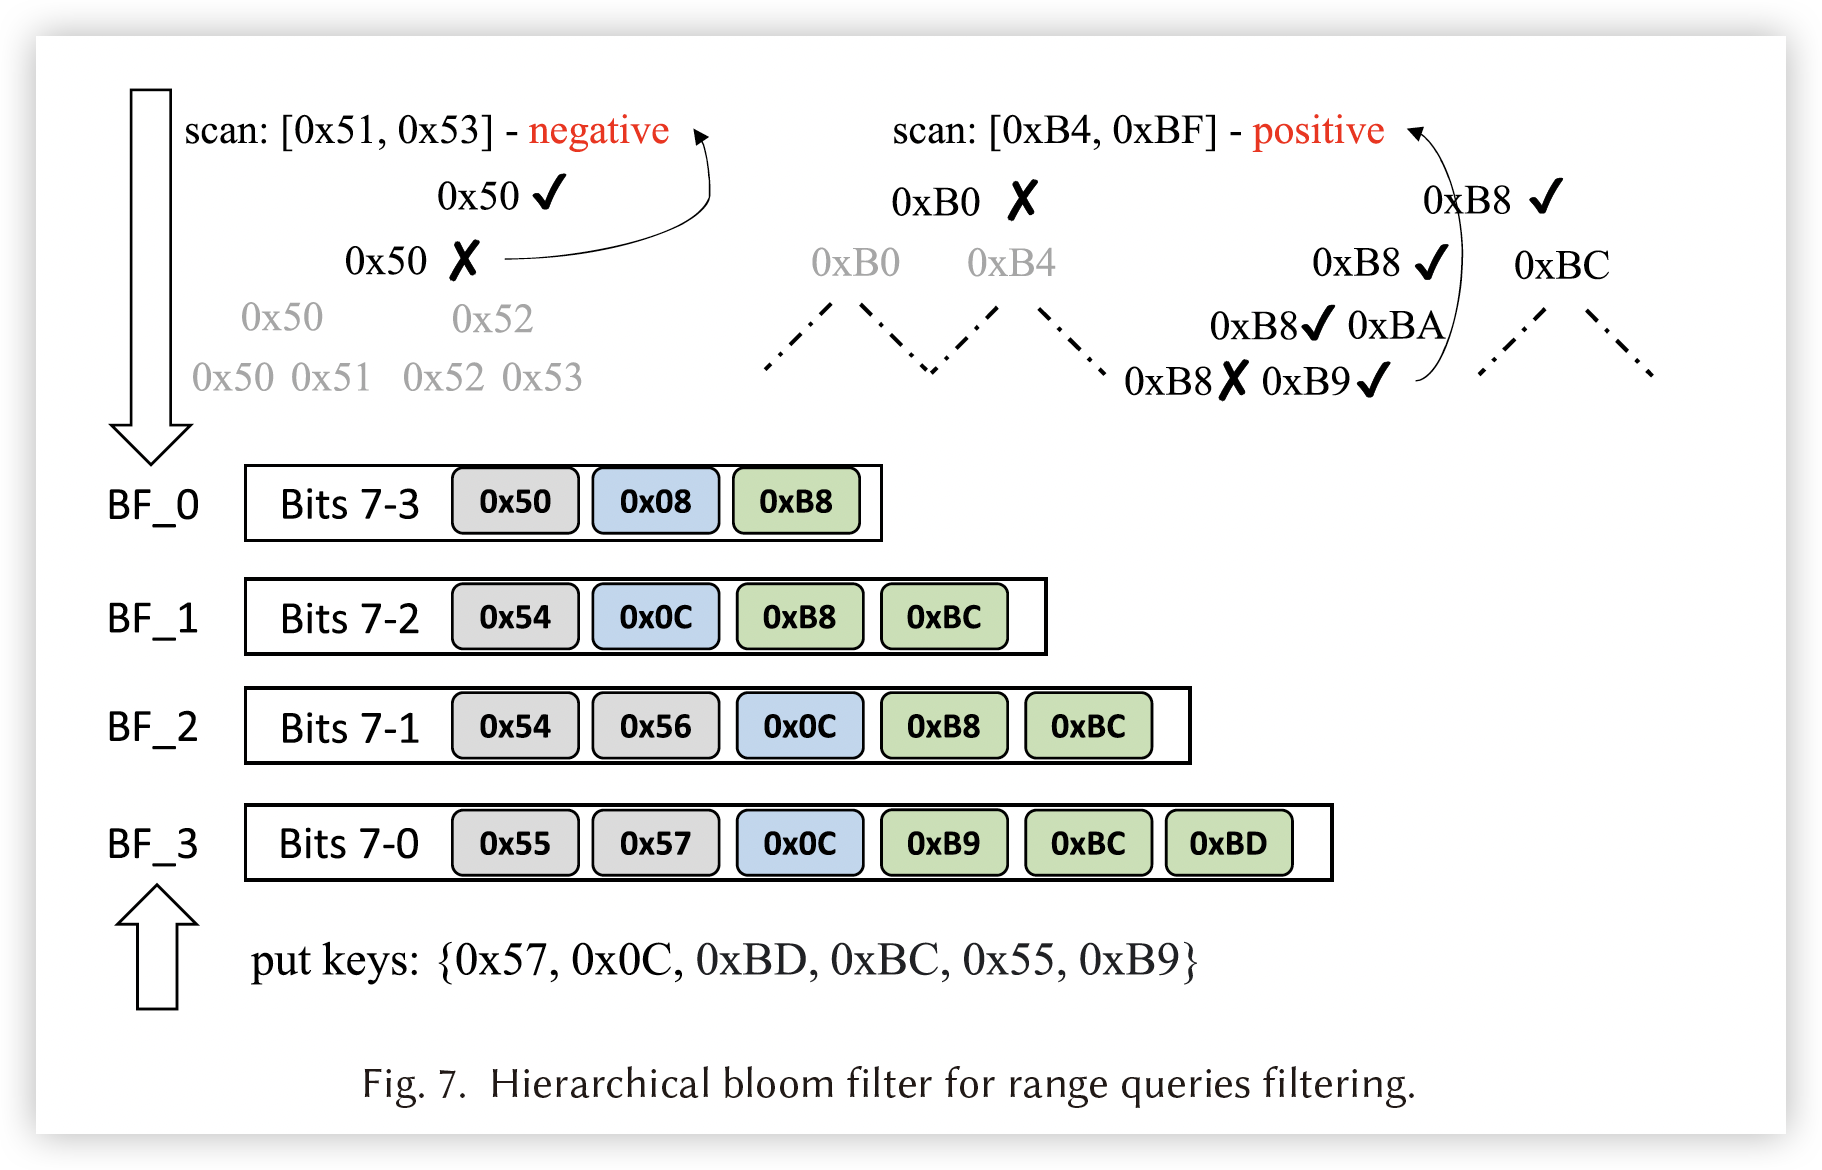 scan: [0x51, 0x53] - negative
0x50 ✓
0x50 ✗
0x50 0x52
0x50 0x51 0x52 0x53
scan: [0xB4, 0xBF] - positive
0xB0 ✗ 0xB8 ✓
0xB0 0xB4 0xB8 ✓ 0xBC
0xB8 ✓ 0xBA
0xB8 ✗ 0xB9 ✓
BF_0 Bits 7-3 0x50 0x08 0xB8
BF_1 Bits 7-2 0x54 0x0C 0xB8 0xBC
BF_2 Bits 7-1 0x54 0x56 0x0C 0xB8 0xBC
BF_3 Bits 7-0 0x55 0x57 0x0C 0xB9 0xBC 0xBD
put keys: {0x57, 0x0C, 0xBD, 0xBC, 0x55, 0xB9}
Fig. 7. Hierarchical bloom filter for range queries filtering.